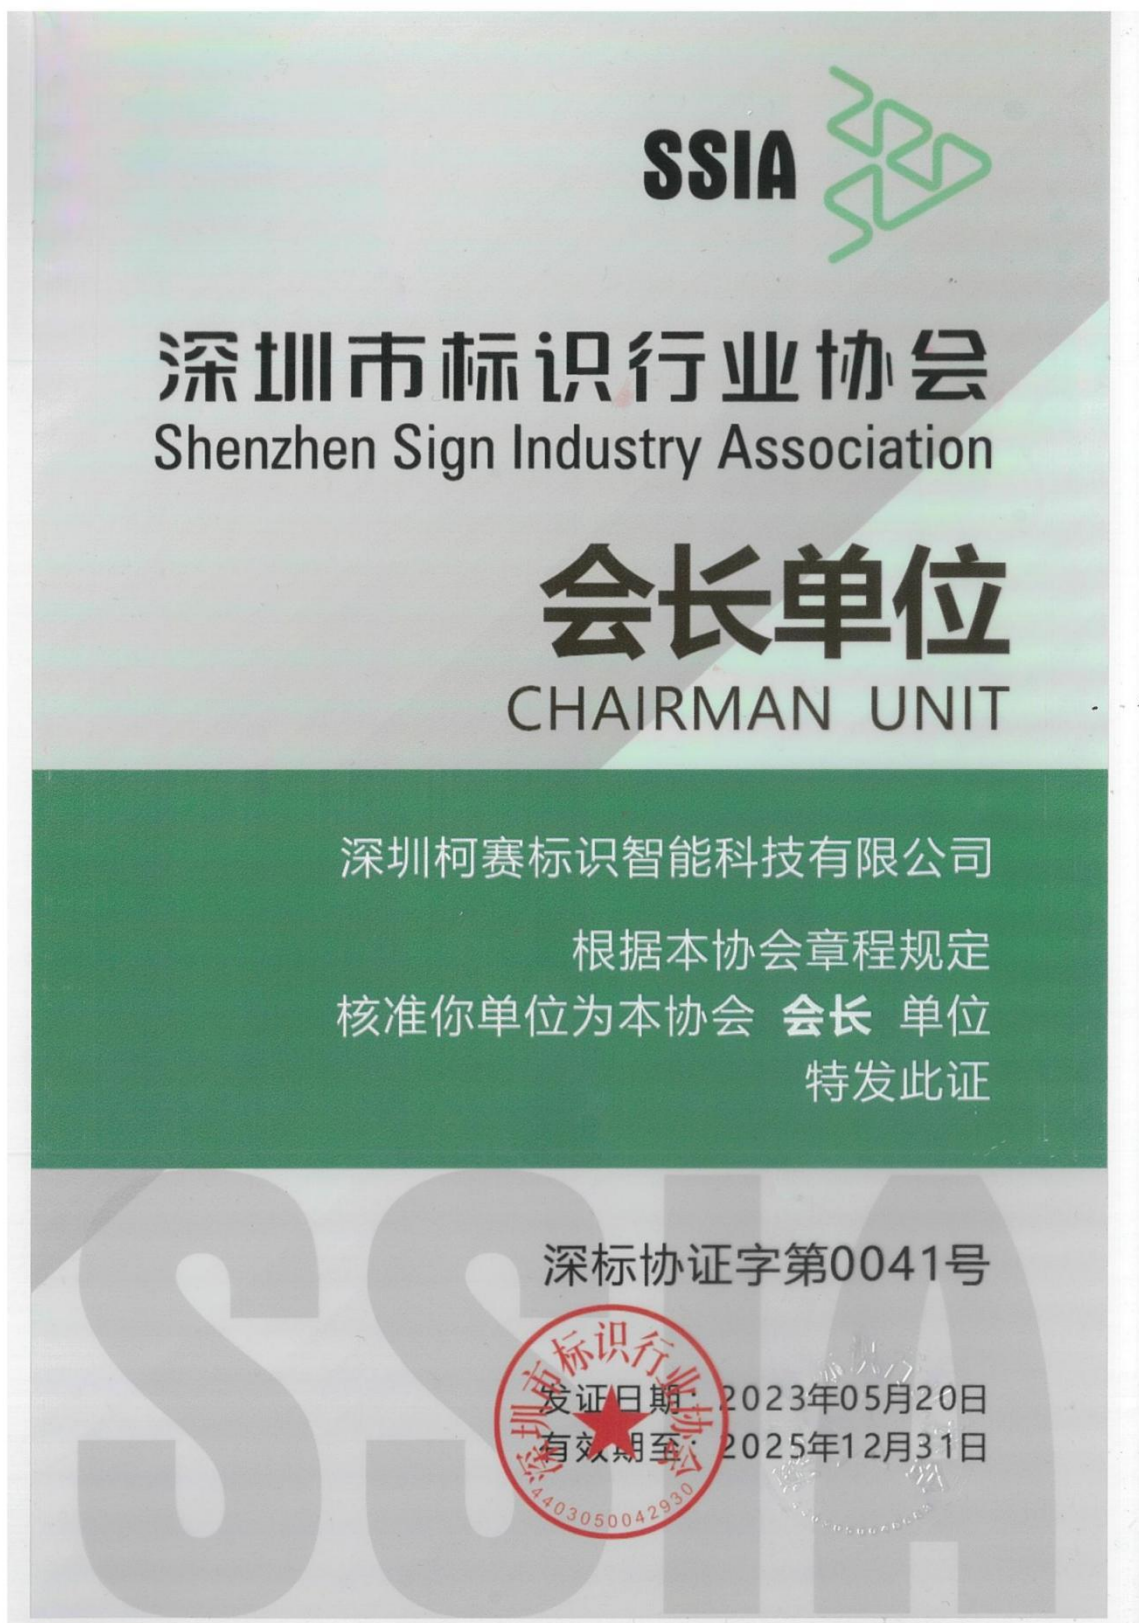 SSIA
深圳市标识行业协会
Shenzhen Sign Industry Association
会长单位
CHAIRMAN UNIT
深圳柯赛标识智能科技有限公司
根据本协会章程规定
核准你单位为本协会 会长 单位
特发此证
SSIA
深标协证字第0041号
深圳市标识行业协会
发证日期：2023年05月20日
有效期至：2025年12月31日
4403050042930